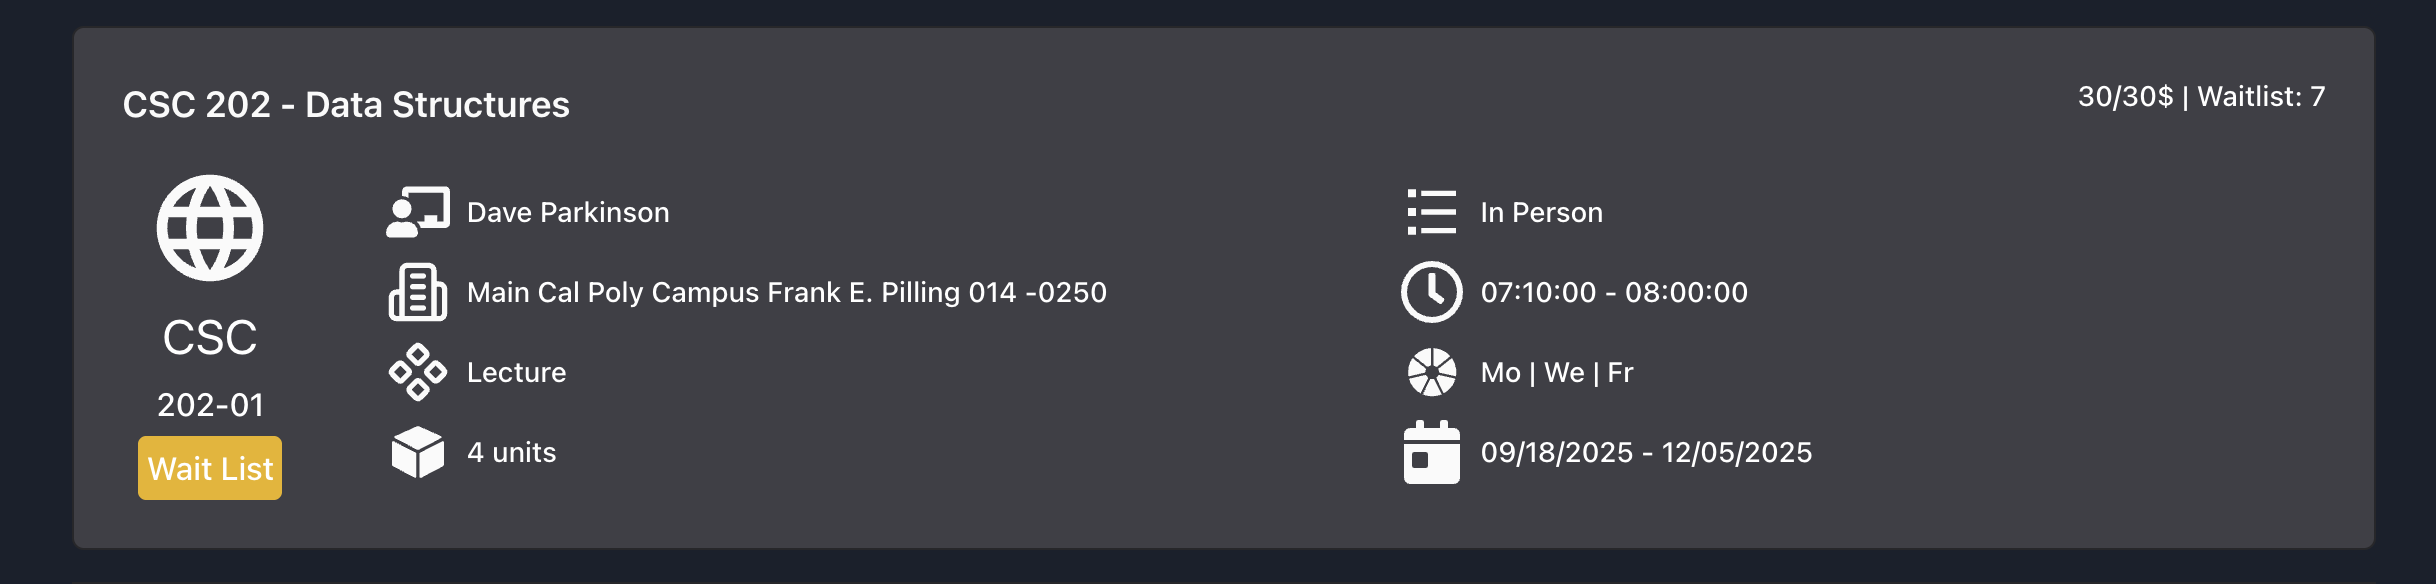 CSC 202 - Data Structures
30/30$ | Waitlist: 7
CSC
202-01
Wait List
Dave Parkinson
Main Cal Poly Campus Frank E. Pilling 014 -0250
Lecture
4 units
In Person
07:10:00 - 08:00:00
Mo | We | Fr
09/18/2025 - 12/05/2025